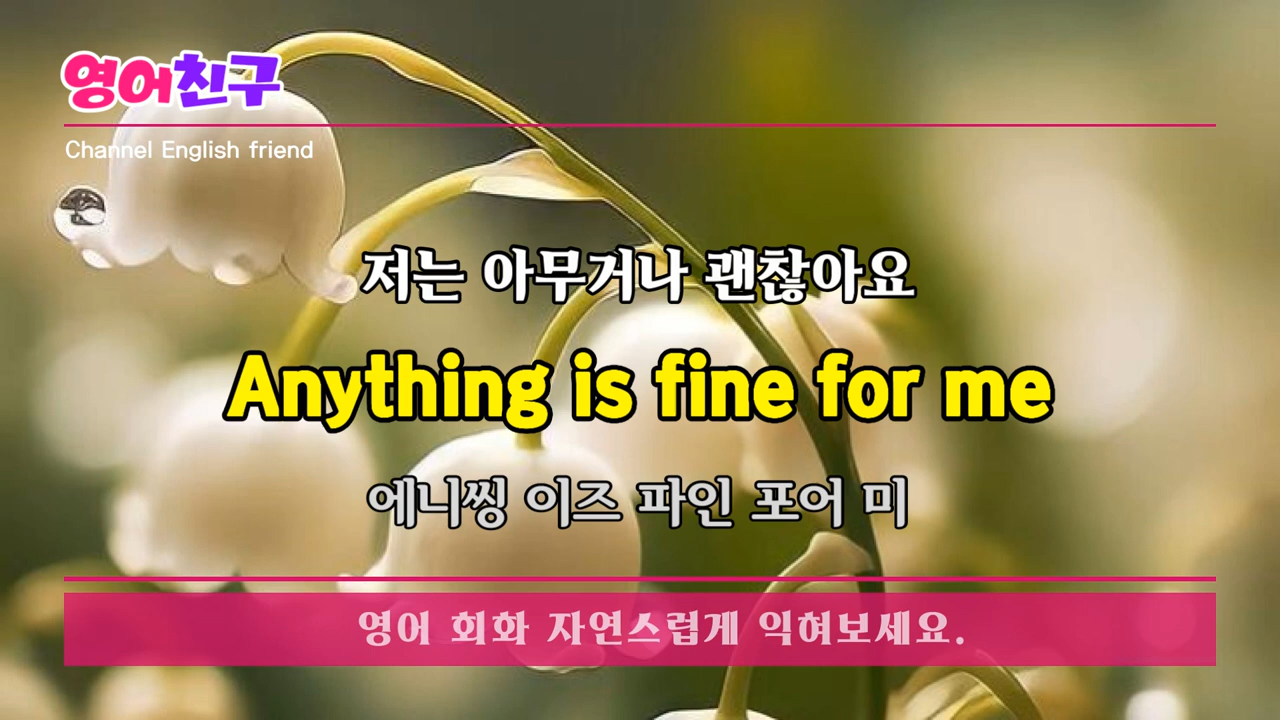 영어친구
Channel English friend
저는 아무거나 괜찮아요
Anything is fine for me
에니씽 이즈 파인 포어 미
영어 회화 자연스럽게 익혀보세요.